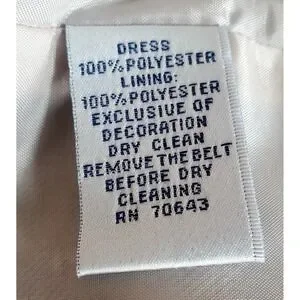 DRESS
100% POLYESTER
LINING:
100% POLYESTER
EXCLUSIVE OF
DECORATION
DRY CLEAN
REMOVE THE BELT
BEFORE DRY
CLEANING
RN 70643